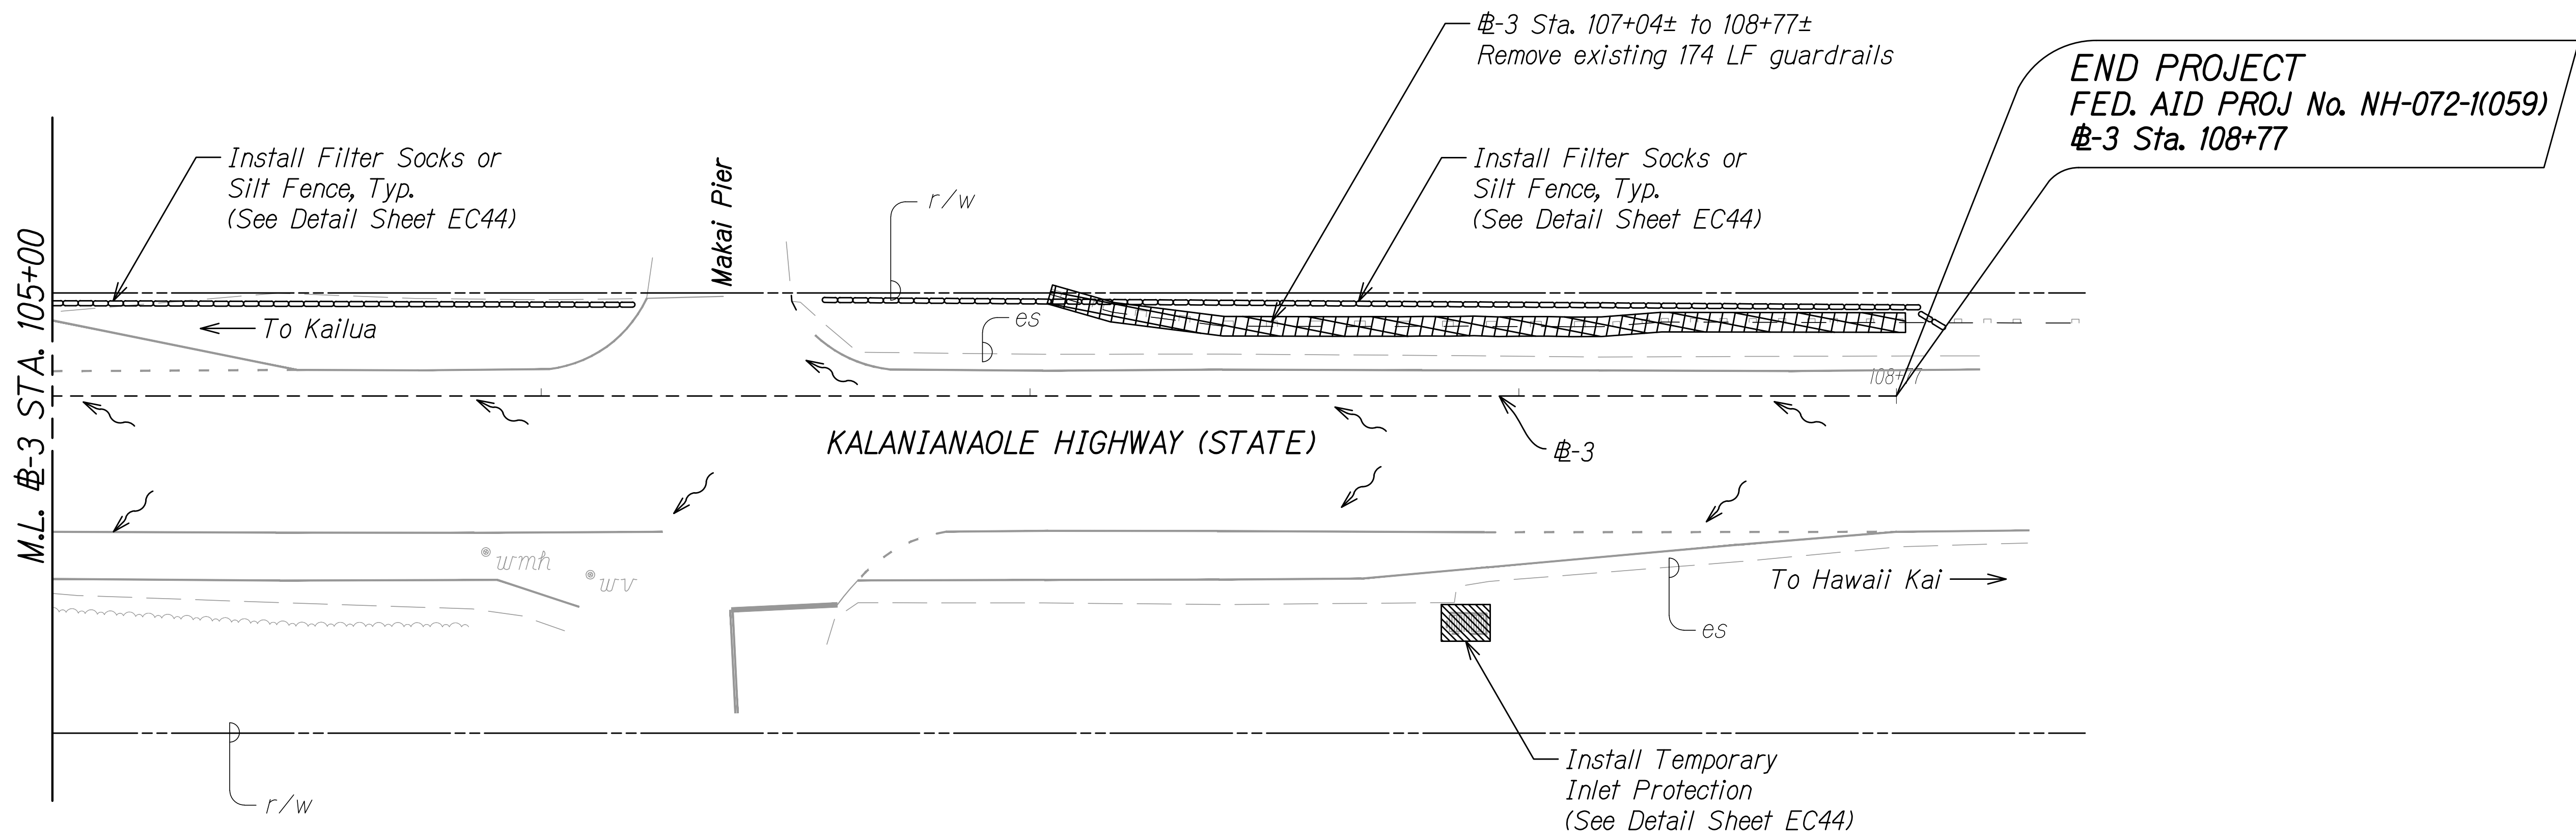 ℄-3 Sta. 107+04± to 108+77±
Remove existing 174 LF guardrails
END PROJECT
FED. AID PROJ No. NH-072-1(059)
℄-3 Sta. 108+77
Install Filter Socks or
Silt Fence, Typ.
(See Detail Sheet EC44)
Makai Pier
r/w
Install Filter Socks or
Silt Fence, Typ.
(See Detail Sheet EC44)
M.L. ℄-3 STA. 105+00
To Kailua
es
108+77
KALANIANAOLE HIGHWAY (STATE)
℄-3
wmh
wv
To Hawaii Kai
es
r/w
Install Temporary
Inlet Protection
(See Detail Sheet EC44)